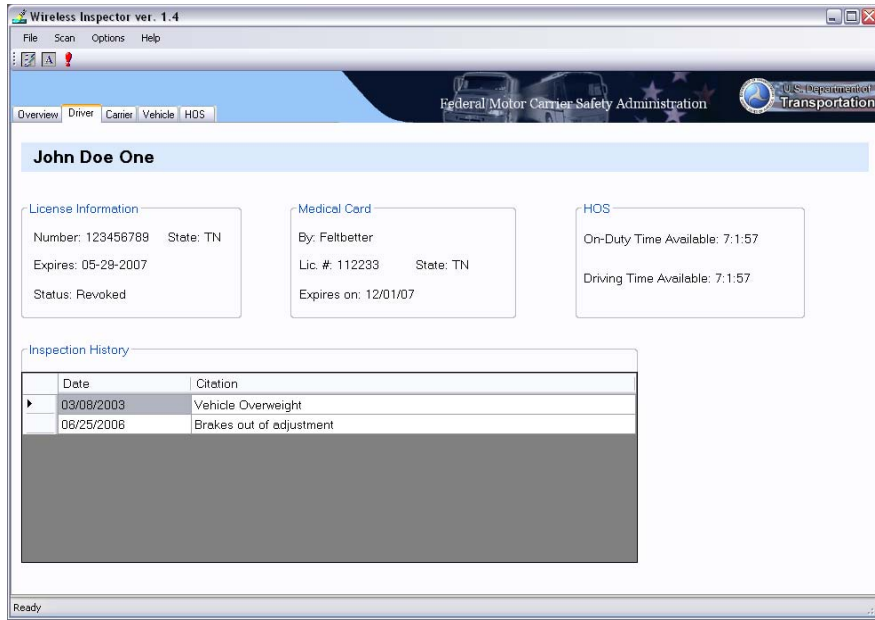 Wireless Inspector ver. 1.4
File Scan Options Help
A
Federal Motor Carrier Safety Administration
U.S. Department of
Transportation
Overview Driver Carrier Vehicle HOS
John Doe One
License Information
Number: 123456789 State: TN
Expires: 05-29-2007
Status: Revoked
Medical Card
By: Feltbetter
Lic. #: 112233 State: TN
Expires on: 12/01/07
HOS
On-Duty Time Available: 7:1:57
Driving Time Available: 7:1:57
Inspection History
Date Citation
03/08/2003 Vehicle Overweight
06/25/2006 Brakes out of adjustment
Ready